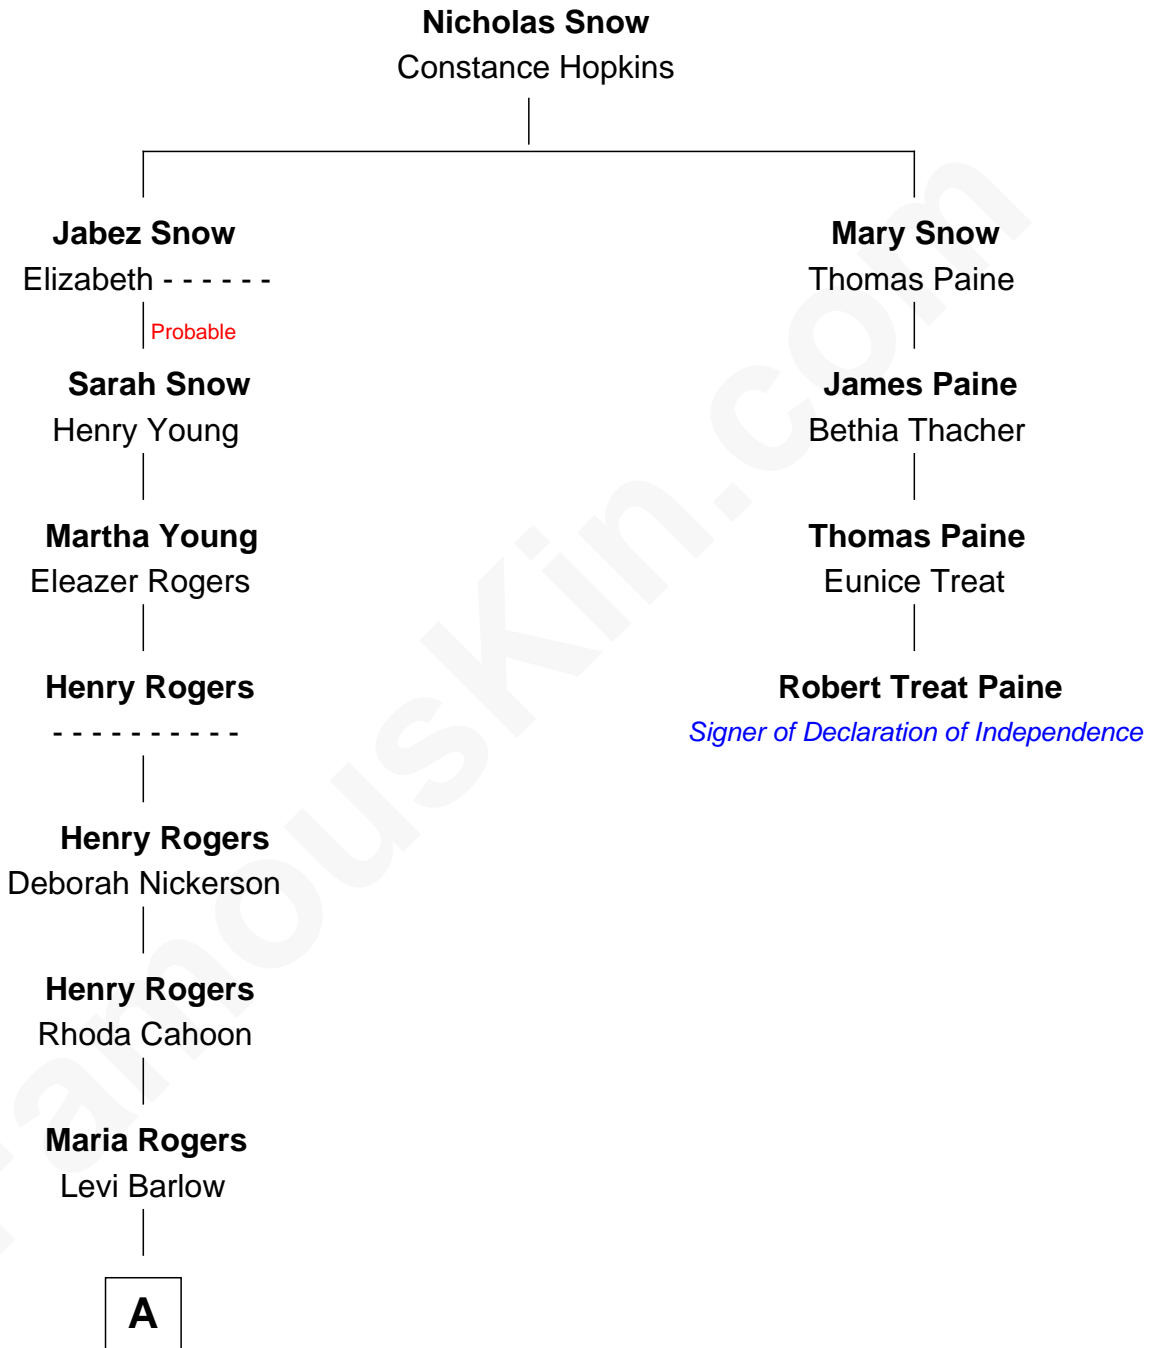 Nicholas Snow
Constance Hopkins
Jabez Snow
Elizabeth - - - - - -
Probable
Sarah Snow
Henry Young
Martha Young
Eleazer Rogers
Henry Rogers
- - - - - - - - - -
Henry Rogers
Deborah Nickerson
Henry Rogers
Rhoda Cahoon
Maria Rogers
Levi Barlow
A
Mary Snow
Thomas Paine
James Paine
Bethia Thacher
Thomas Paine
Eunice Treat
Robert Treat Paine
Signer of Declaration of Independence
FamousKin.com